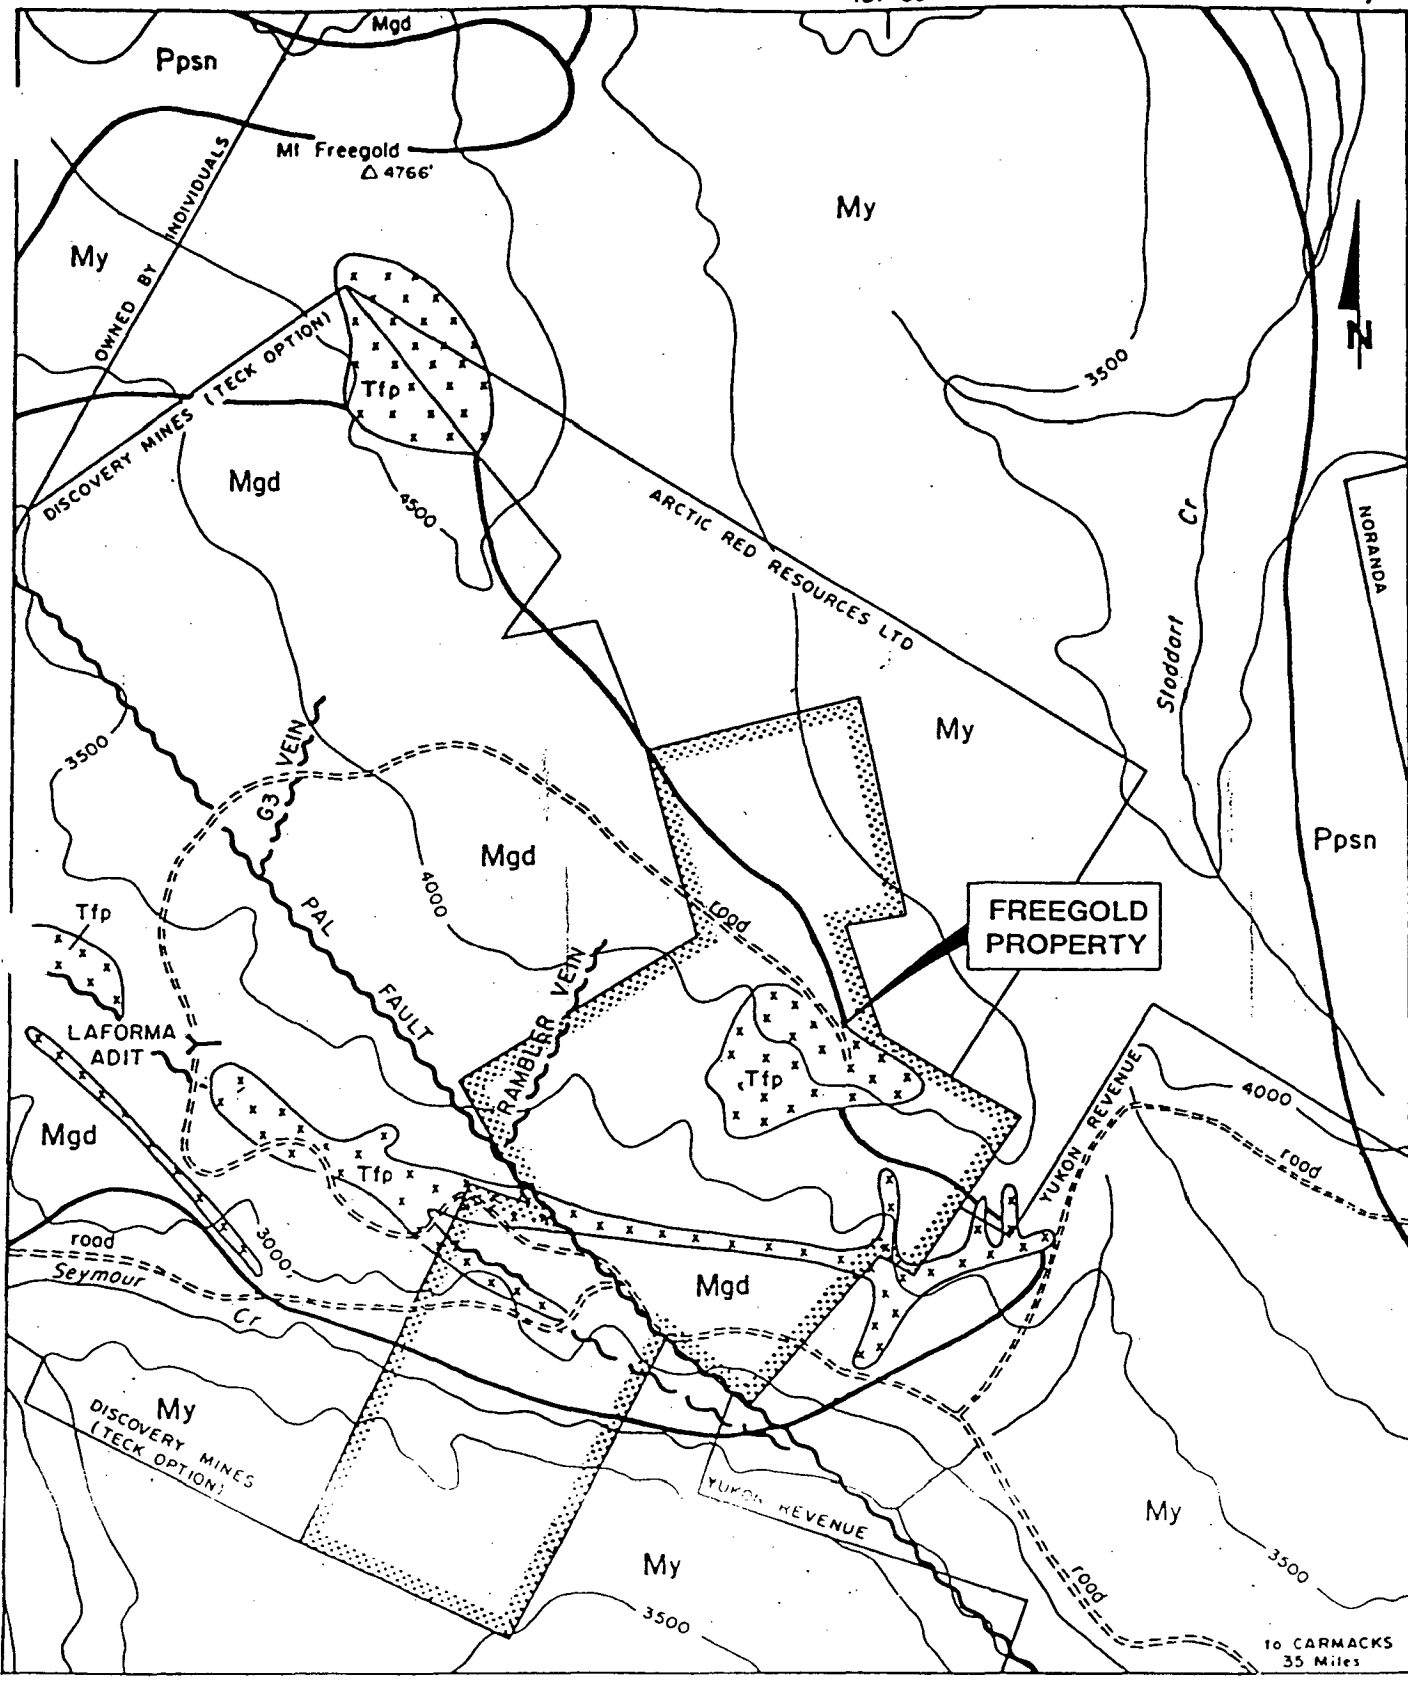 Mgd
Ppsn
Mt Freegold
△ 4766'
OWNED BY INDIVIDUALS
My
My
N
DISCOVERY MINES (TECK OPTION)
3500
Tfp
Mgd
4500
ARCTIC RED RESOURCES LTD
Stoddart Cr
NORANDA
My
3500
G3 VEIN
Mgd
Ppsn
4000
Tfp
PAL FAULT
road
FREEGOLD
PROPERTY
RAMBLER VEIN
LAFORMA
ADIT
Tfp
YUKON REVENUE
4000
Mgd
road
Tfp
3000
road
Seymour
Cr
Mgd
My
DISCOVERY MINES
(TECK OPTION)
YUKON REVENUE
My
My
3500
3500
road
to CARMACKS
35 Miles